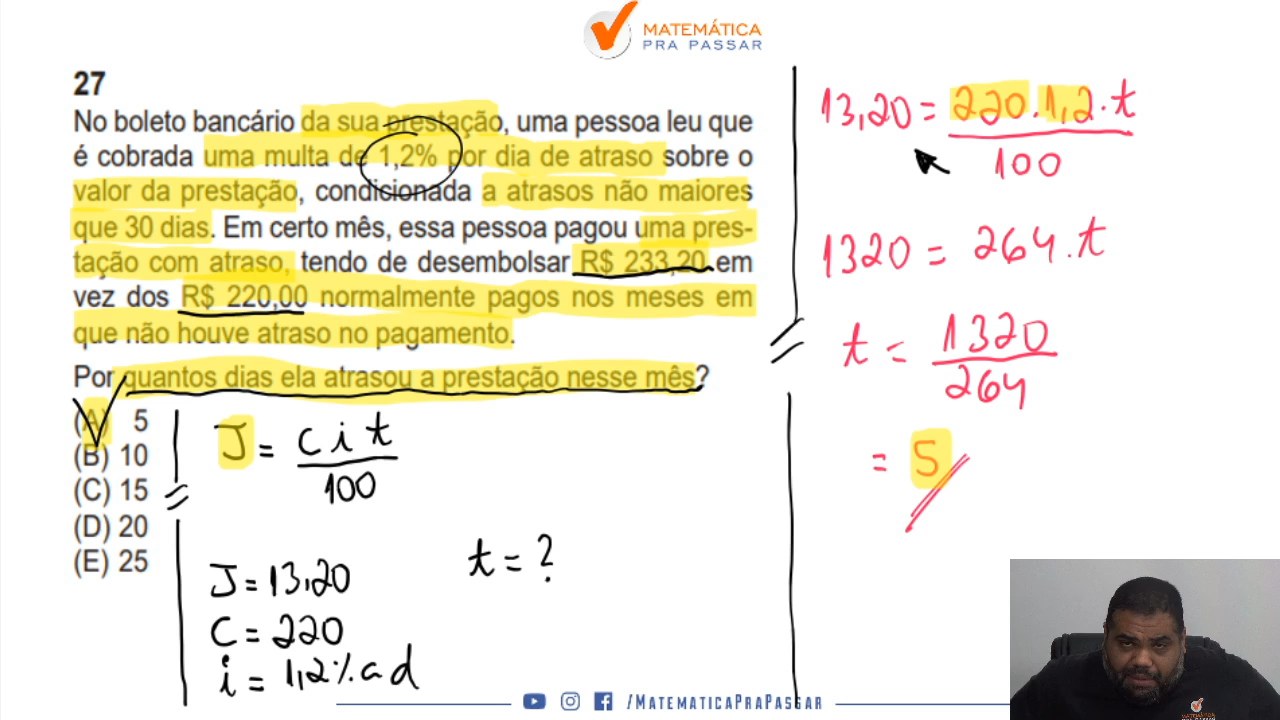 MATEMÁTICA
PRA PASSAR
27
No boleto bancário da sua prestação, uma pessoa leu que
é cobrada uma multa de 1,2% por dia de atraso sobre o
valor da prestação, condicionada a atrasos não maiores
que 30 dias. Em certo mês, essa pessoa pagou uma pres-
tação com atraso, tendo de desembolsar R$ 233,20 em
vez dos R$ 220,00 normalmente pagos nos meses em
que não houve atraso no pagamento.
Por quantos dias ela atrasou a prestação nesse mês?
(A) 5
(B) 10
(C) 15
(D) 20
(E) 25
J = c i t
100
J = 13,20
C = 220
i = 1,2% a d
t = ?
13,20 = 220 . 1,2 . t
100
1320 = 264 . t
t = 1320
264
= 5
/MATEMATICAPRAPASSAR
MATEMÁTICA
PRA PASSAR